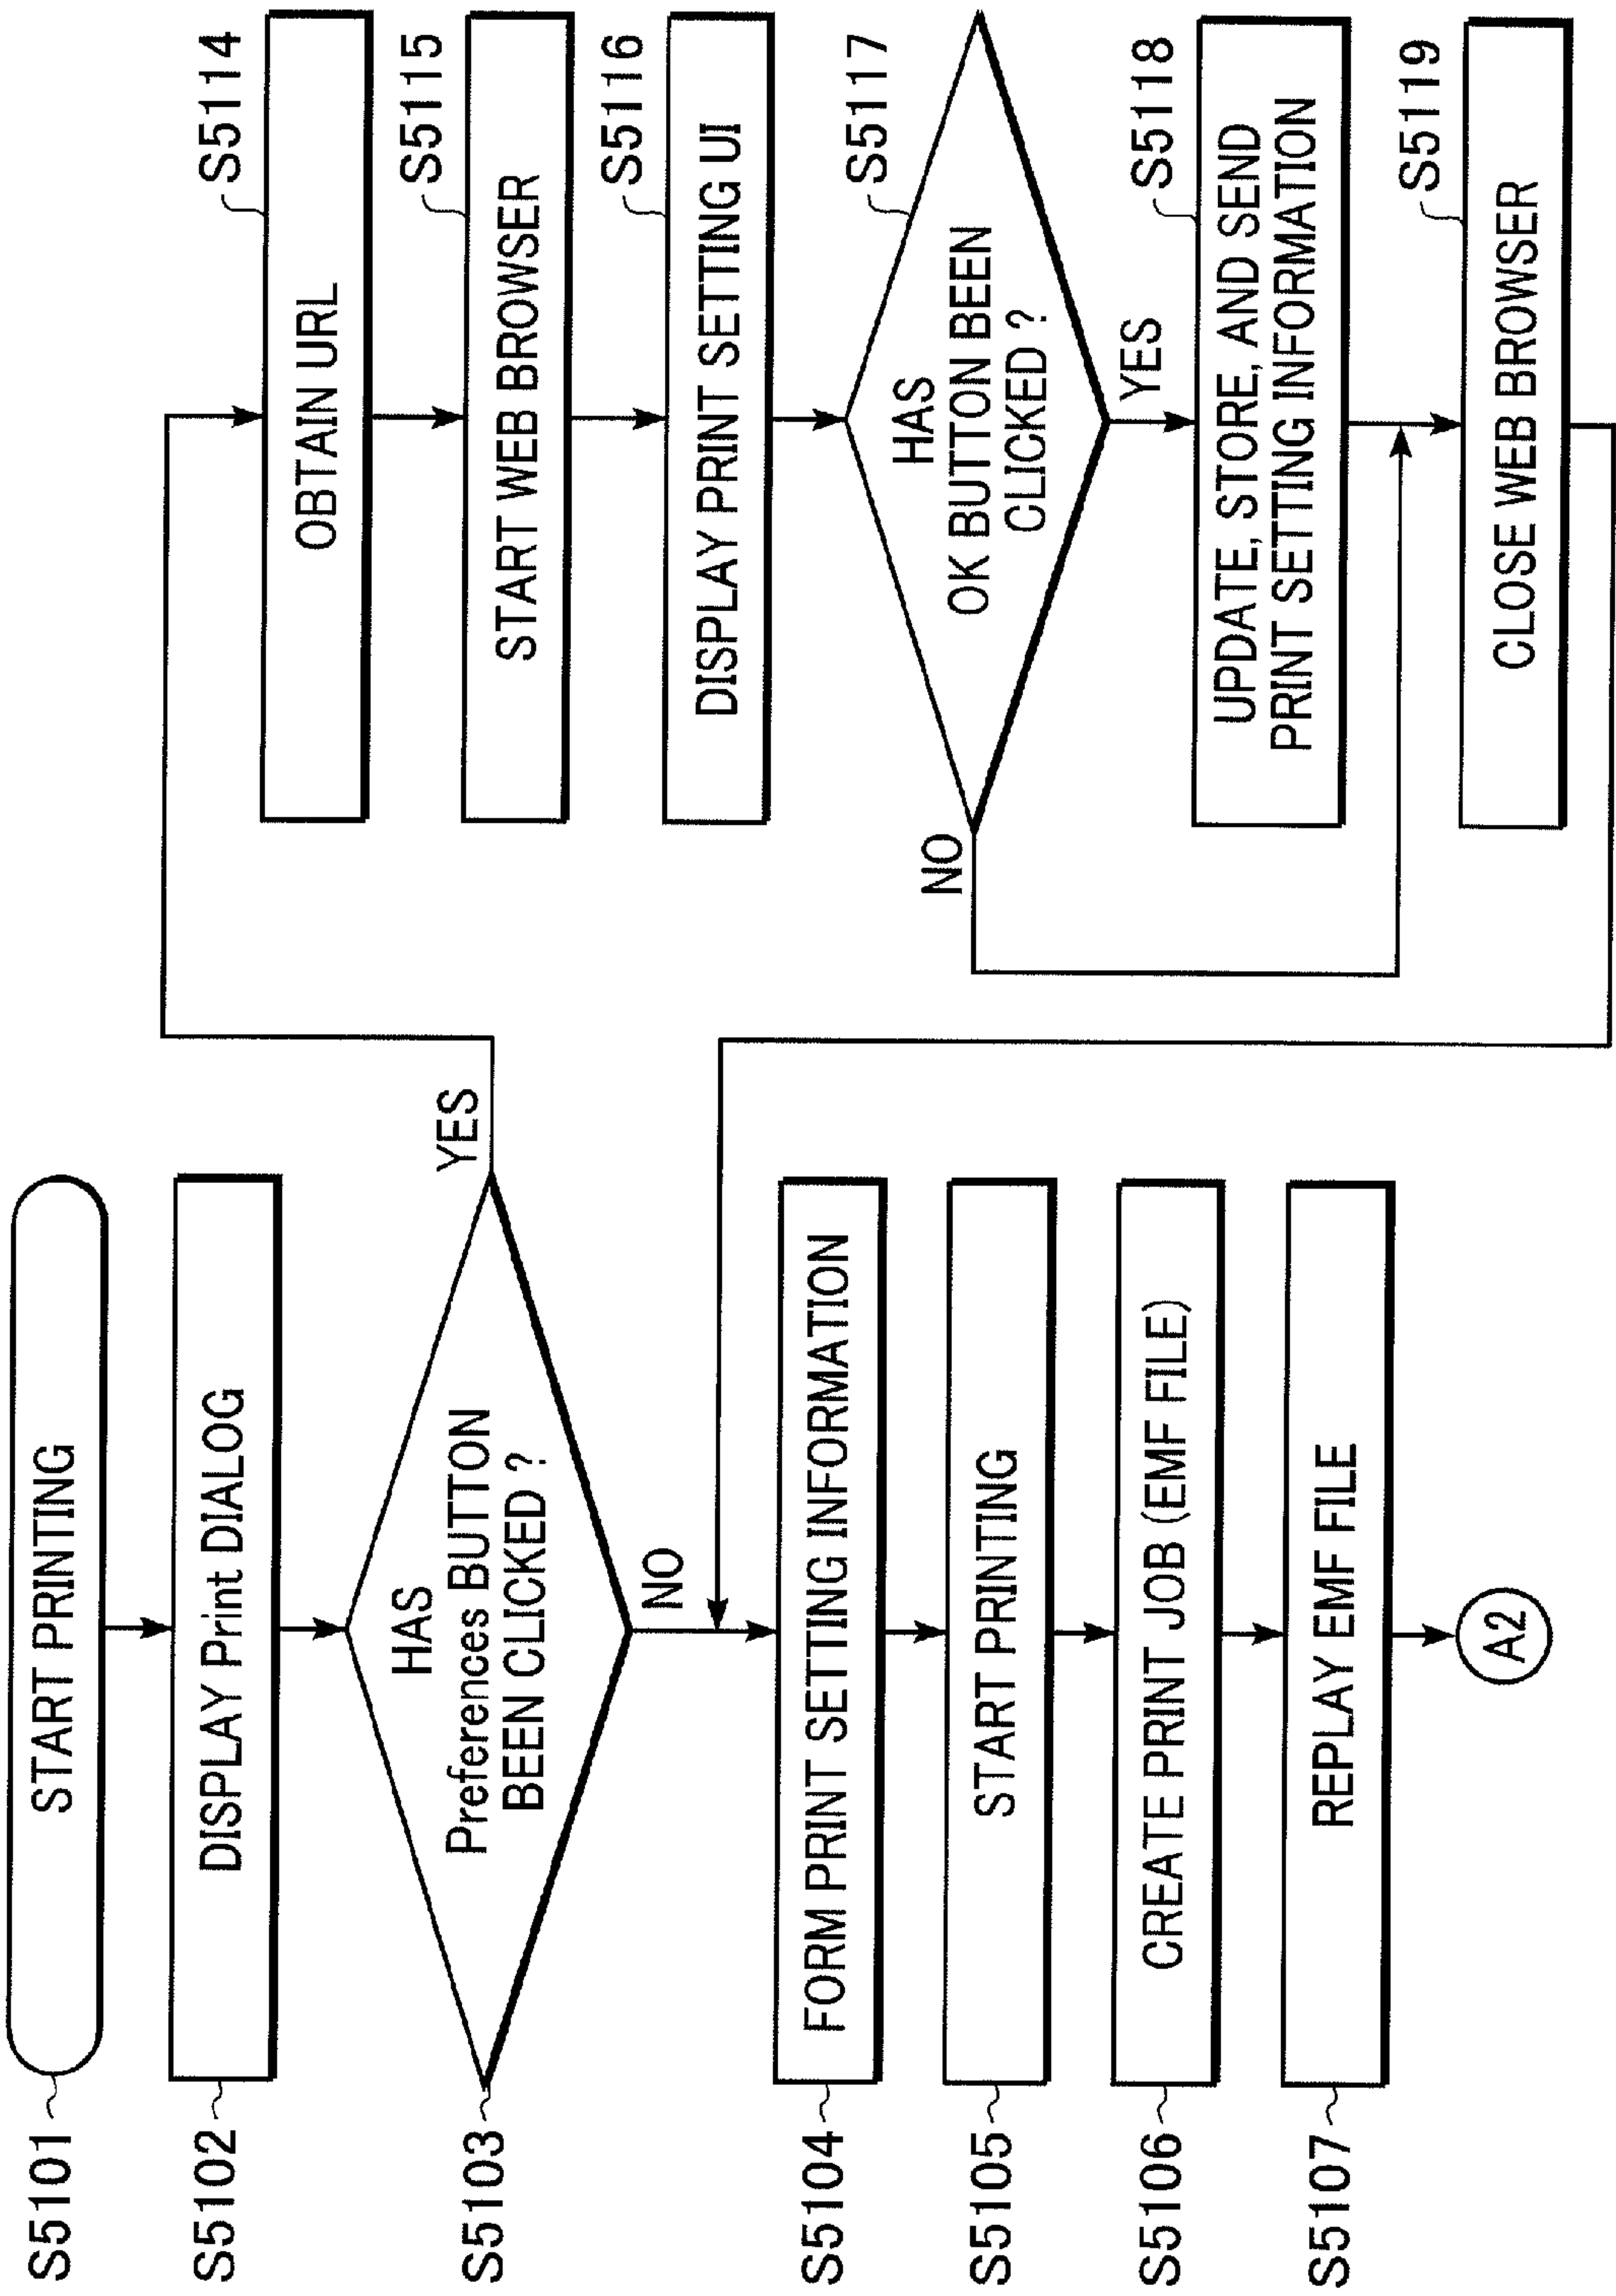 S5101
START PRINTING
S5102
DISPLAY Print DIALOG
S5103
HAS
Preferences BUTTON
BEEN CLICKED ?
YES
NO
S5104
FORM PRINT SETTING INFORMATION
S5105
START PRINTING
S5106
CREATE PRINT JOB (EMF FILE)
S5107
REPLAY EMF FILE
A2
S5114
OBTAIN URL
S5115
START WEB BROWSER
S5116
DISPLAY PRINT SETTING UI
S5117
HAS
OK BUTTON BEEN
CLICKED ?
NO
YES
S5118
UPDATE, STORE, AND SEND
PRINT SETTING INFORMATION
S5119
CLOSE WEB BROWSER